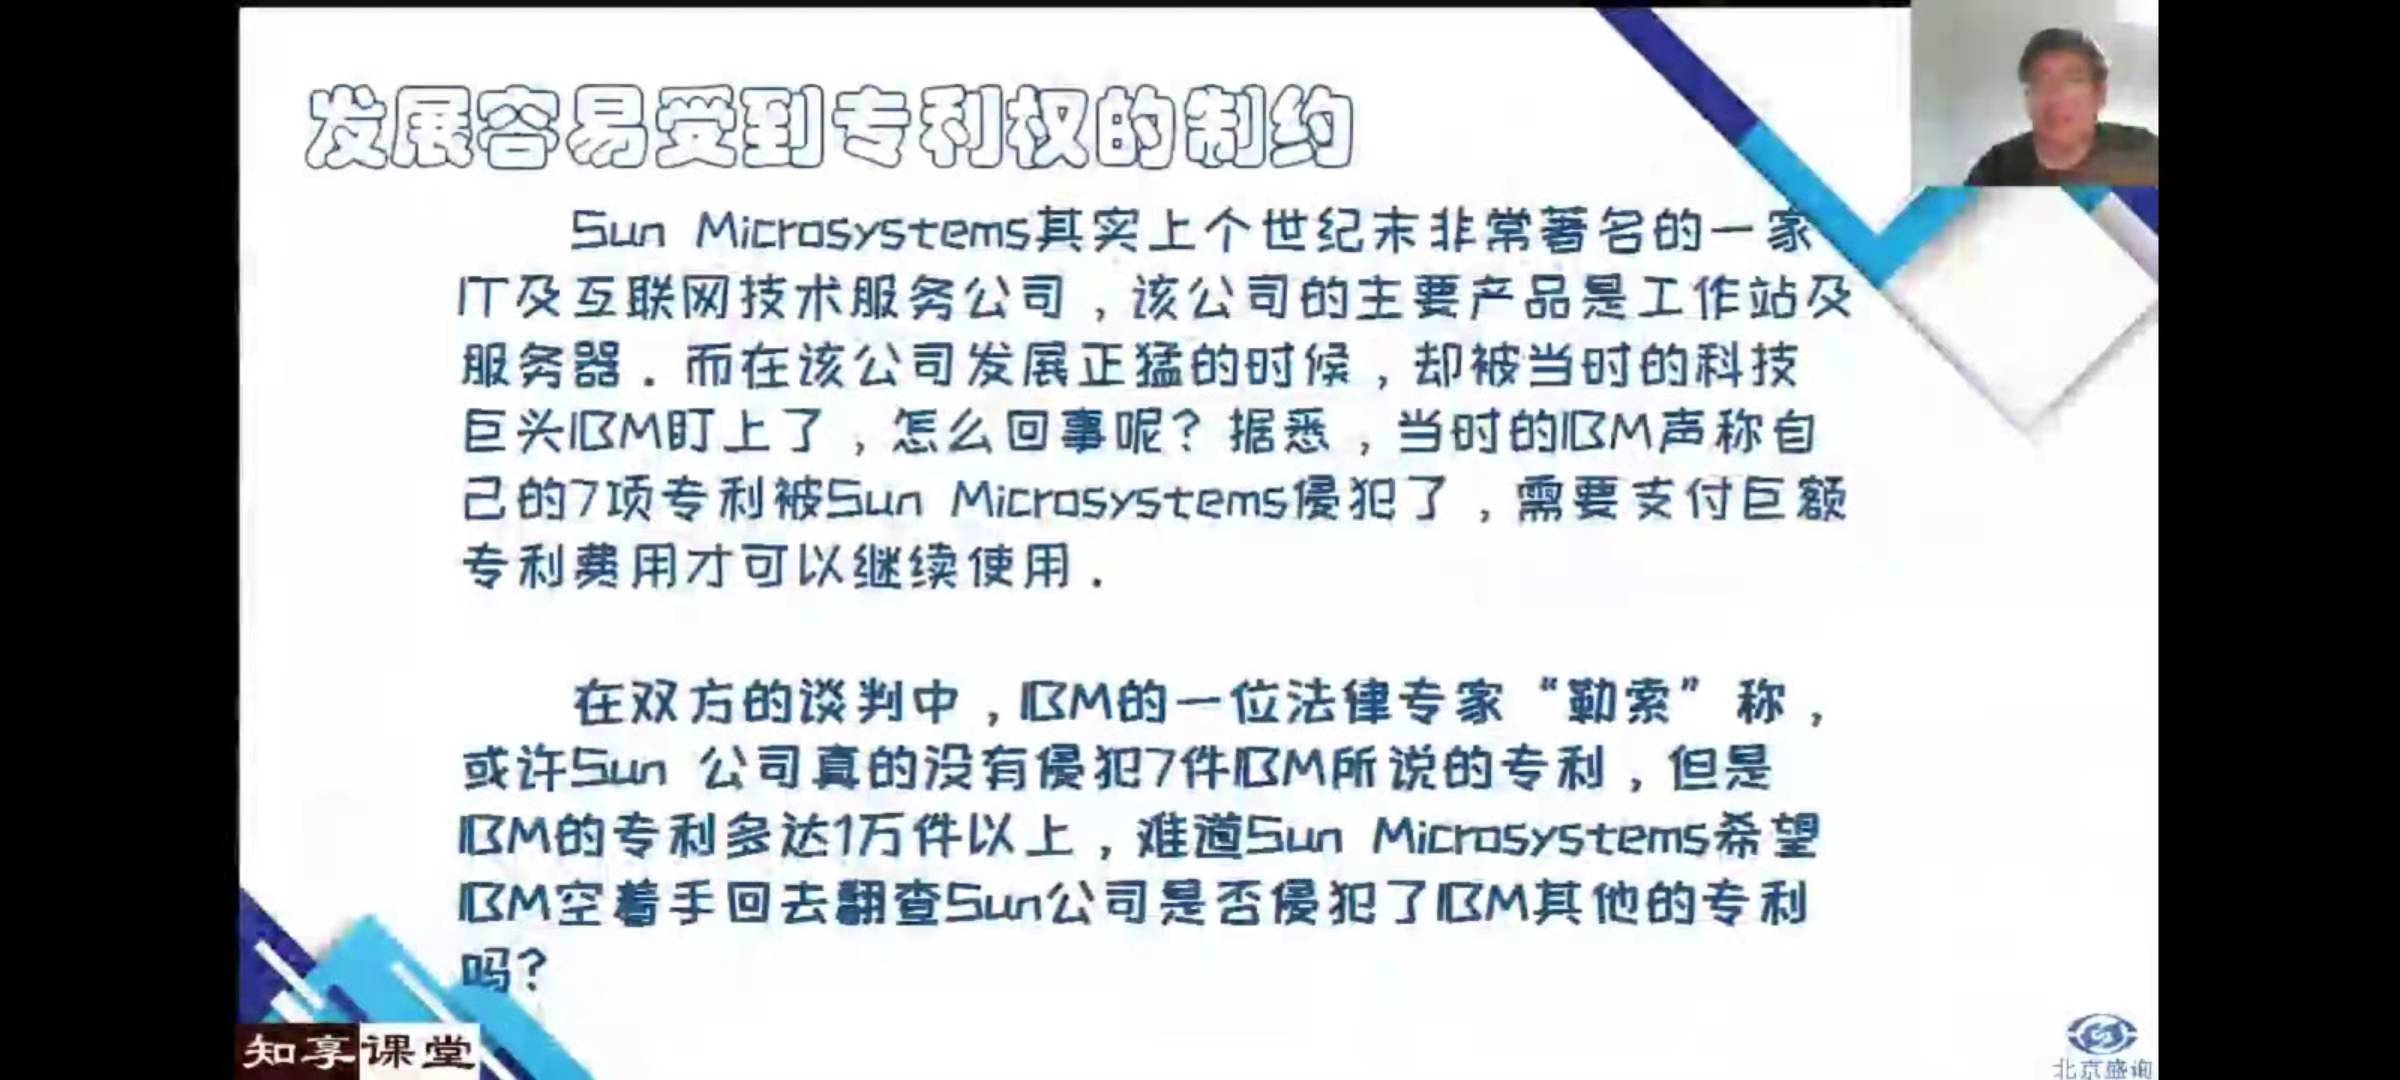 发展容易受到专利权的制约
Sun Microsystems其实上个世纪末非常著名的一家
IT及互联网技术服务公司，该公司的主要产品是工作站及
服务器．而在该公司发展正猛的时候，却被当时的科技
巨头IBM盯上了，怎么回事呢？据悉，当时的IBM声称自
己的7项专利被Sun Microsystems侵犯了，需要支付巨额
专利费用才可以继续使用．
在双方的谈判中，IBM的一位法律专家“勒索”称，
或许Sun 公司真的没有侵犯7件IBM所说的专利，但是
IBM的专利多达1万件以上，难道Sun Microsystems希望
IBM空着手回去翻查Sun公司是否侵犯了IBM其他的专利
吗？
知享课堂
北京盛询